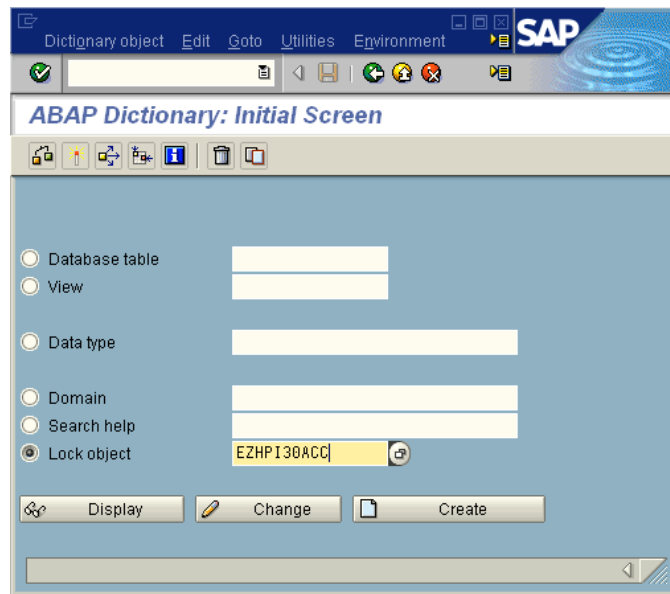 Dictionary object Edit Goto Utilities Environment
SAP
ABAP Dictionary: Initial Screen
Database table
View
Data type
Domain
Search help
Lock object EZHPI30ACC
Display Change Create